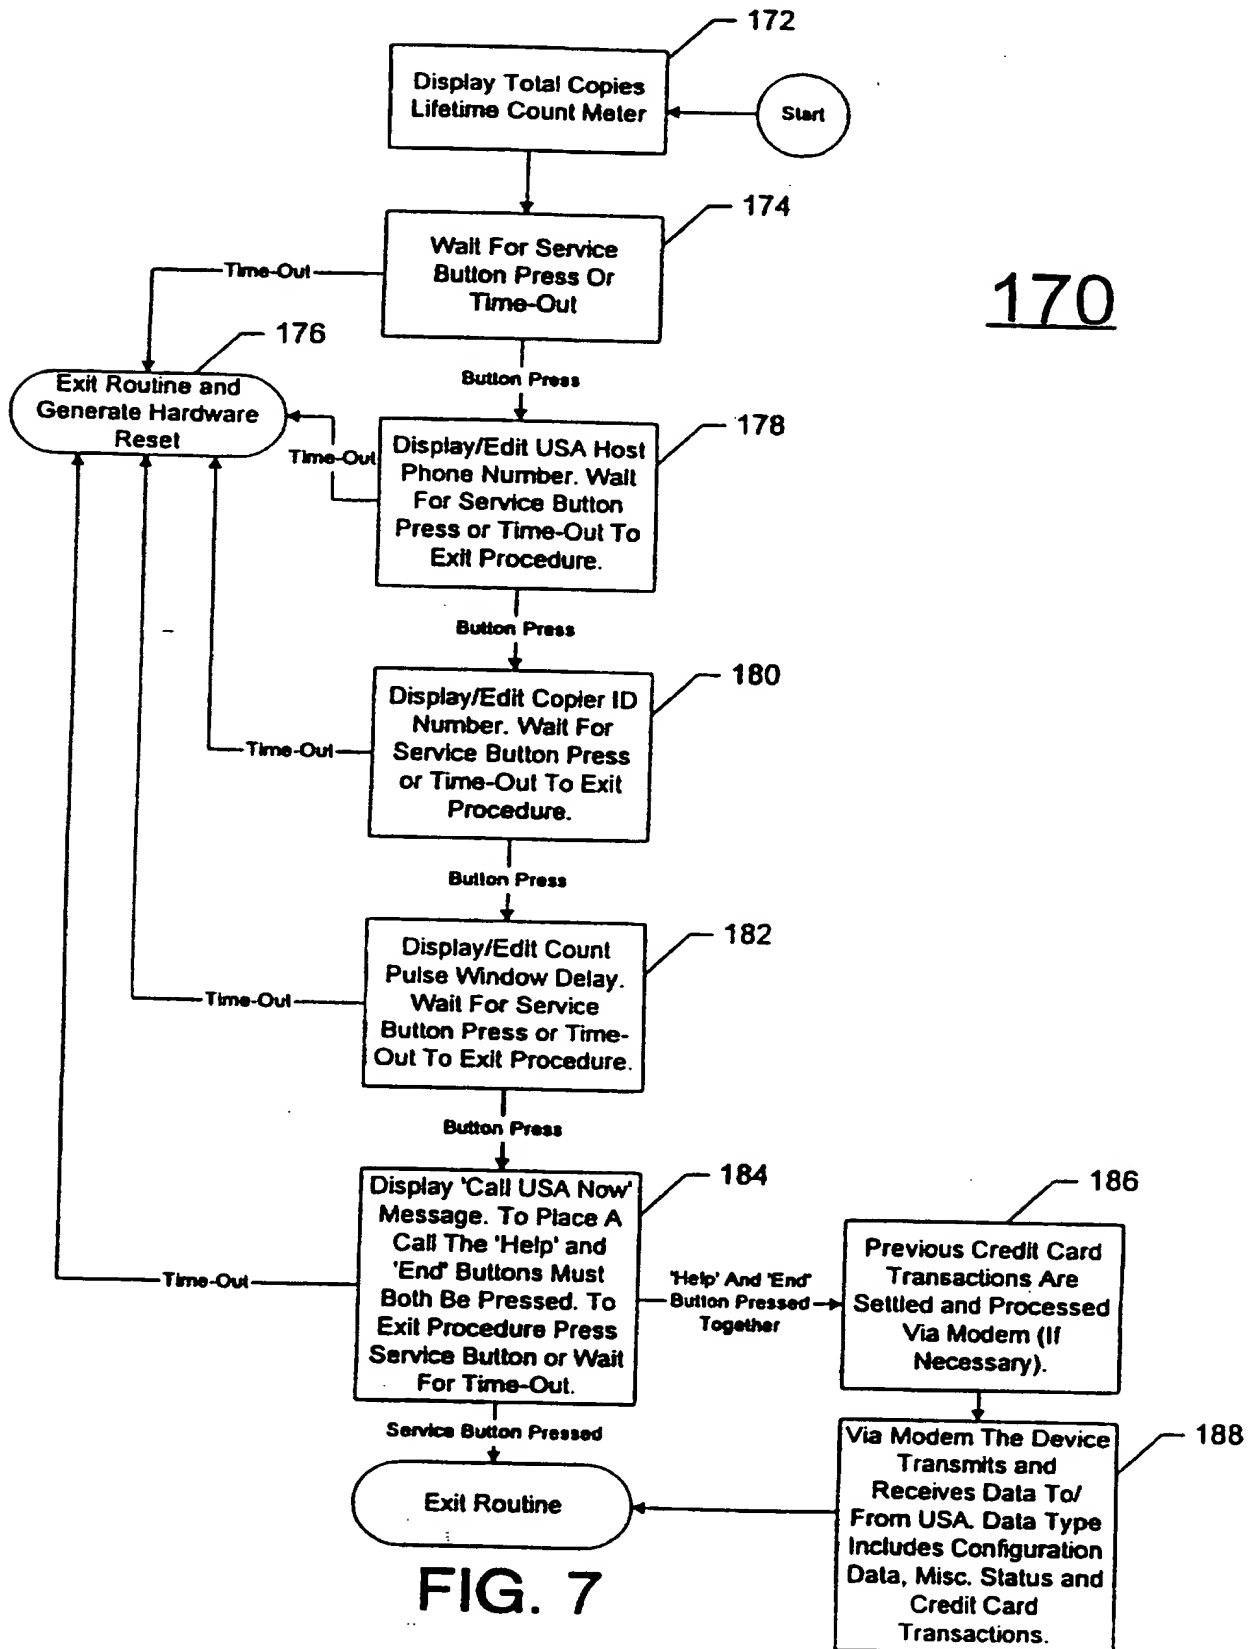 172
Display Total Copies
Lifetime Count Meter
Start
174
Wait For Service
Button Press Or
Time-Out
Time-Out
170
176
Button Press
Exit Routine and
Generate Hardware
Reset
178
Display/Edit USA Host
Phone Number. Wait
For Service Button
Press or Time-Out To
Exit Procedure.
Time-Out
Button Press
180
Display/Edit Copier ID
Number. Wait For
Service Button Press
or Time-Out To Exit
Procedure.
Time-Out
Button Press
182
Display/Edit Count
Pulse Window Delay.
Wait For Service
Button Press or Time-
Out To Exit Procedure.
Time-Out
Button Press
184
Display 'Call USA Now'
Message. To Place A
Call The 'Help' and
'End' Buttons Must
Both Be Pressed. To
Exit Procedure Press
Service Button or Wait
For Time-Out.
Time-Out
'Help' And 'End'
Button Pressed
Together
186
Previous Credit Card
Transactions Are
Settled and Processed
Via Modem (If
Necessary).
Service Button Pressed
188
Via Modem The Device
Transmits and
Receives Data To/
From USA. Data Type
Includes Configuration
Data, Misc. Status and
Credit Card
Transactions.
Exit Routine
FIG. 7